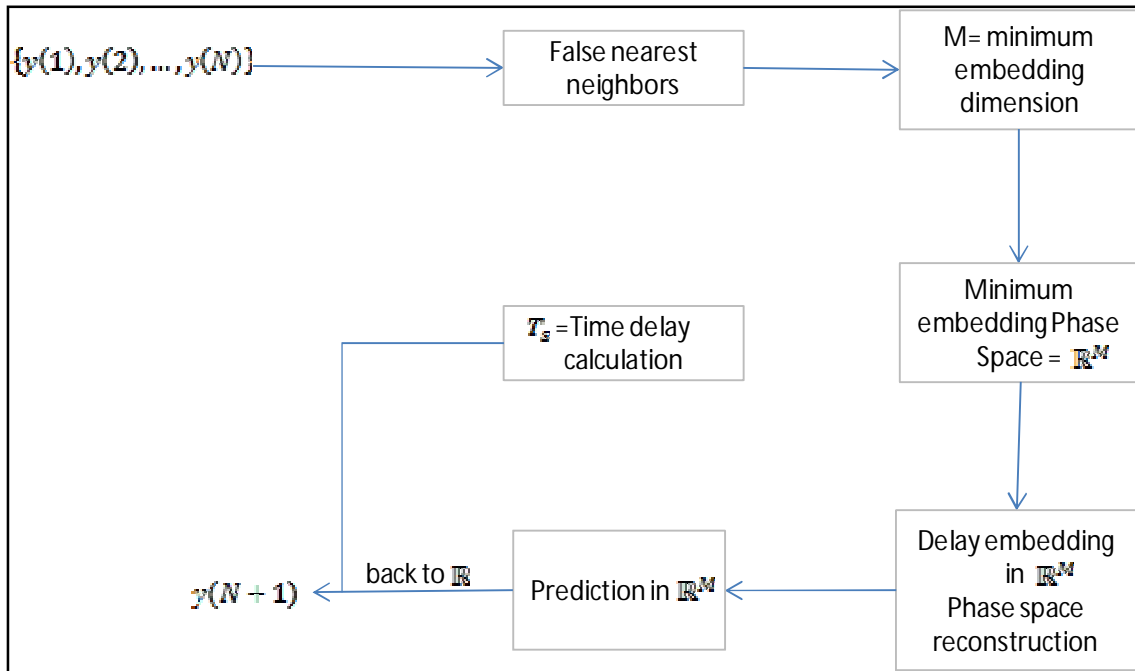 {y(1), y(2), ..., y(N)}
False nearest
neighbors
M= minimum
embedding
dimension
Minimum
embedding Phase
Space = ℝ^M
T_s =Time delay
calculation
Delay embedding
in ℝ^M
Phase space
reconstruction
Prediction in ℝ^M
back to ℝ
y(N + 1)